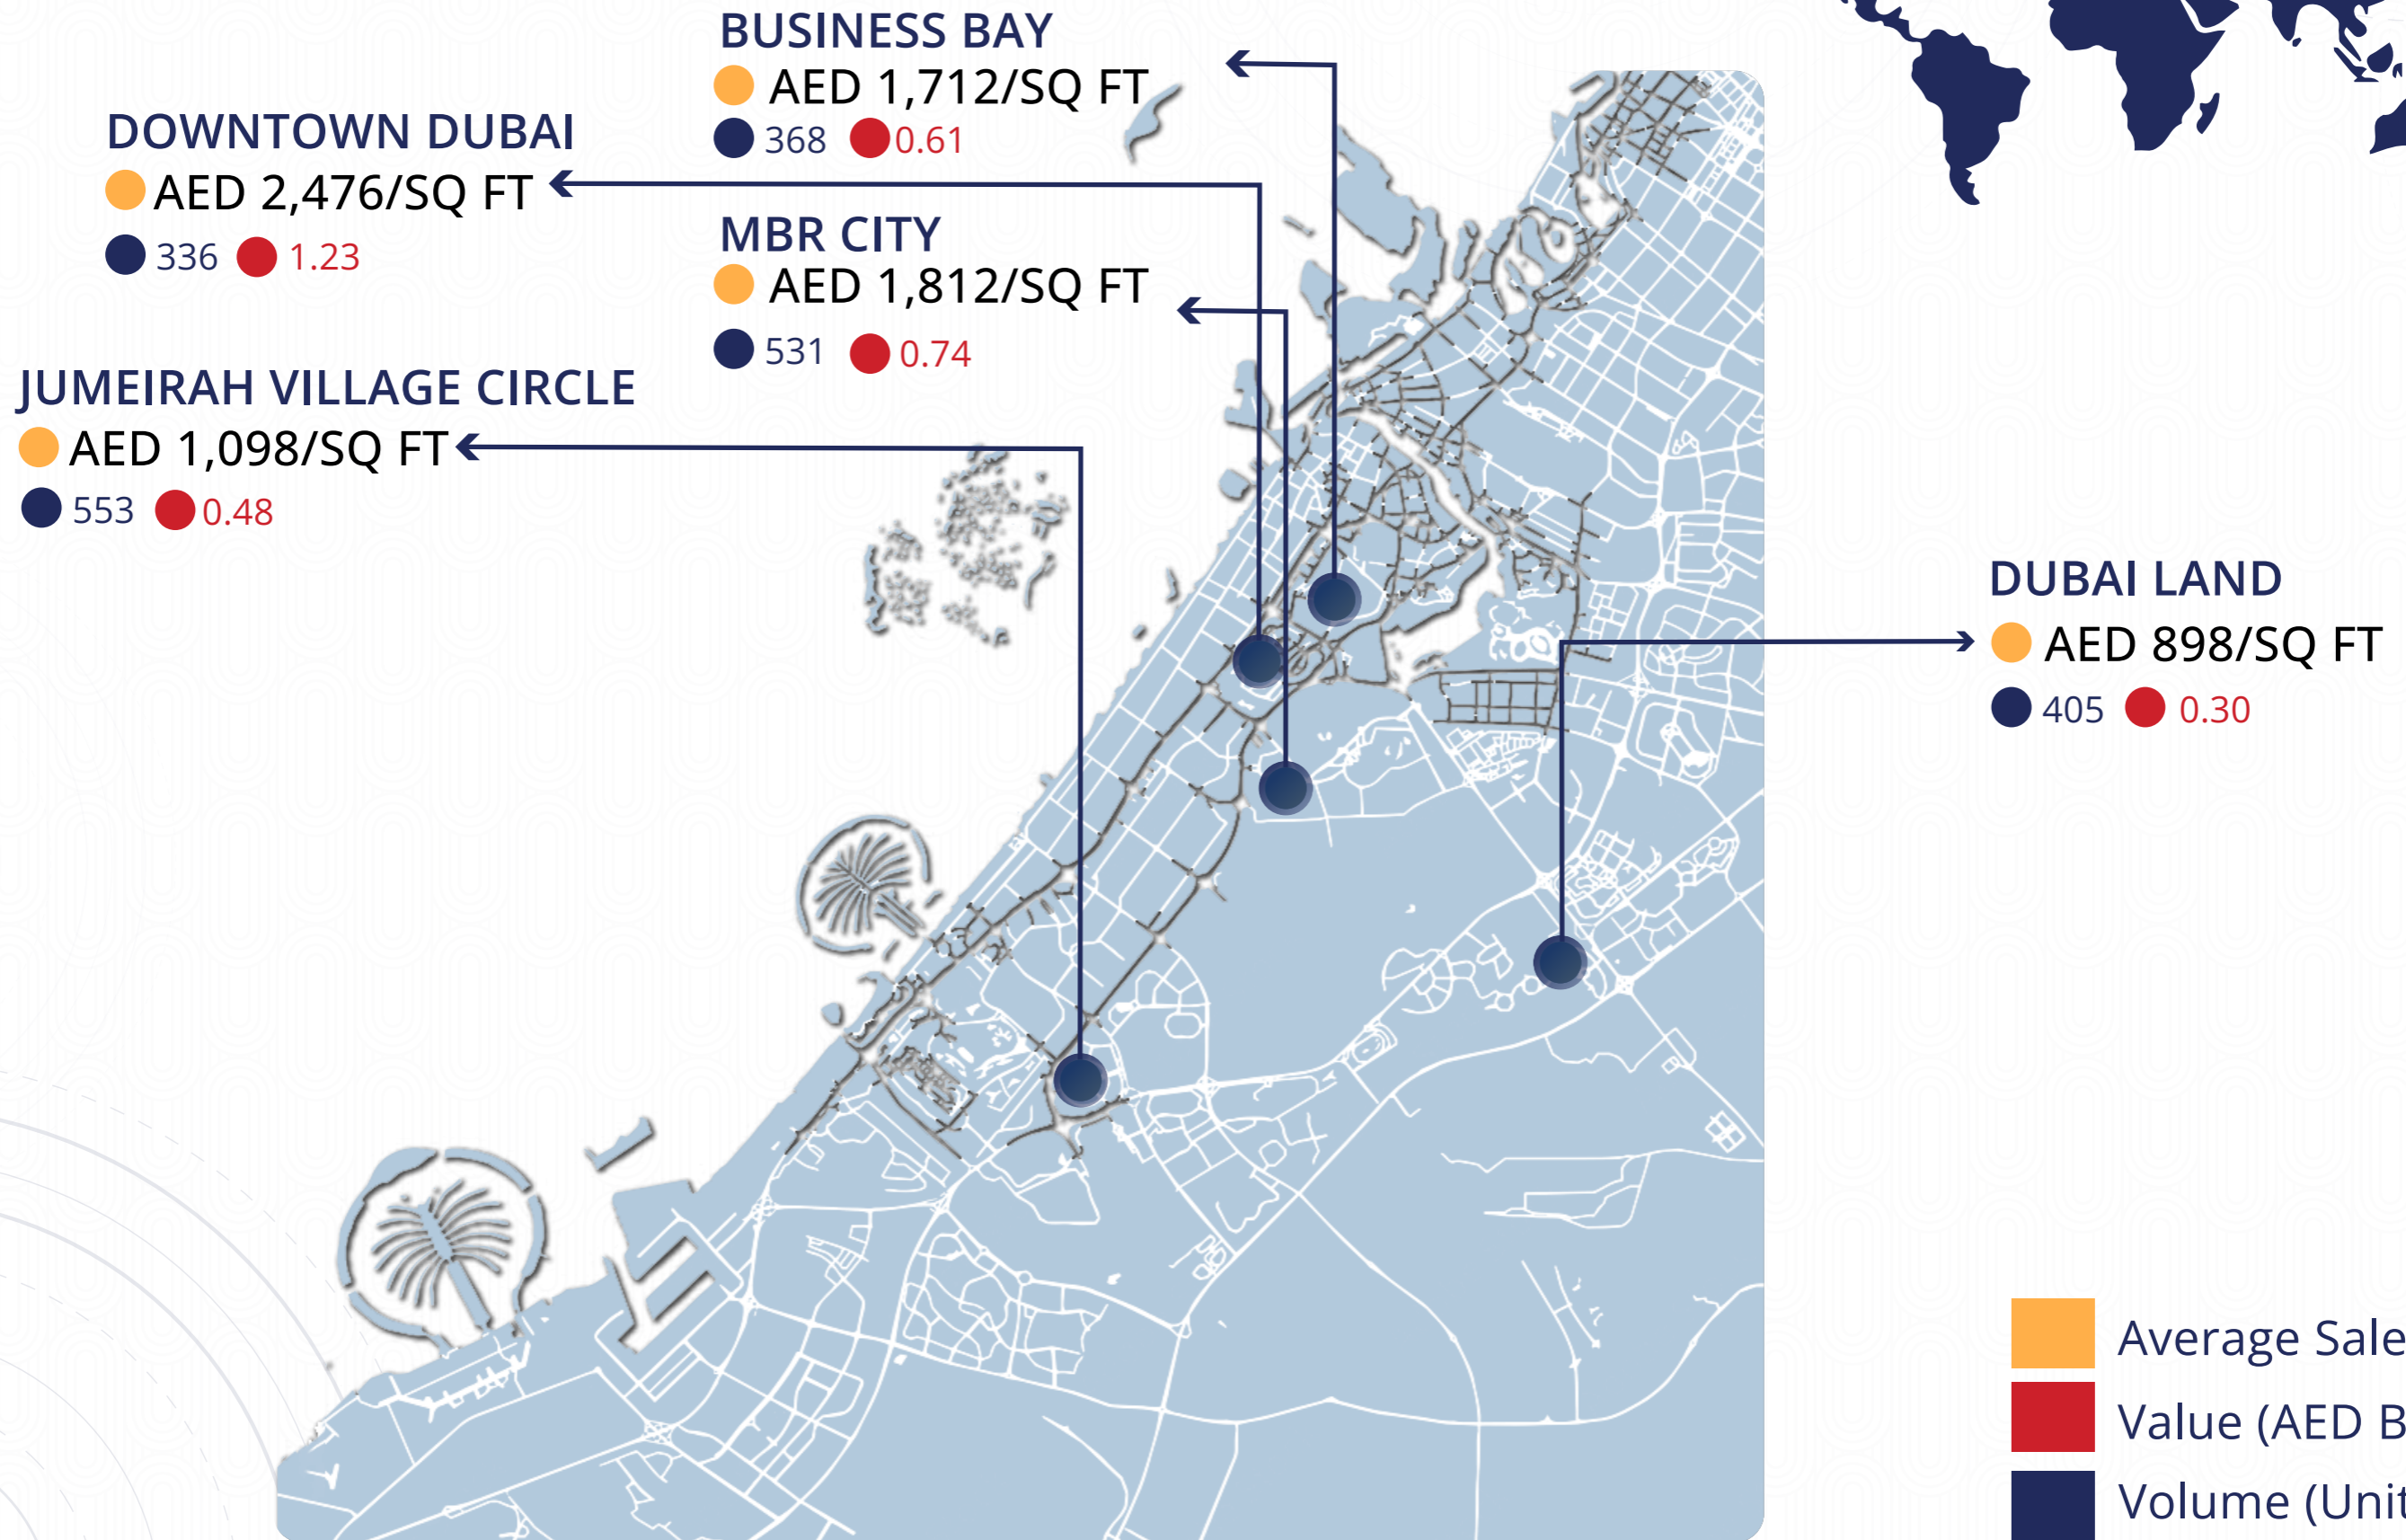 BUSINESS BAY
AED 1,712/SQ FT
368 0.61
DOWNTOWN DUBAI
AED 2,476/SQ FT
336 1.23
MBR CITY
AED 1,812/SQ FT
531 0.74
JUMEIRAH VILLAGE CIRCLE
AED 1,098/SQ FT
553 0.48
DUBAI LAND
AED 898/SQ FT
405 0.30
Average Sale
Value (AED B
Volume (Unit